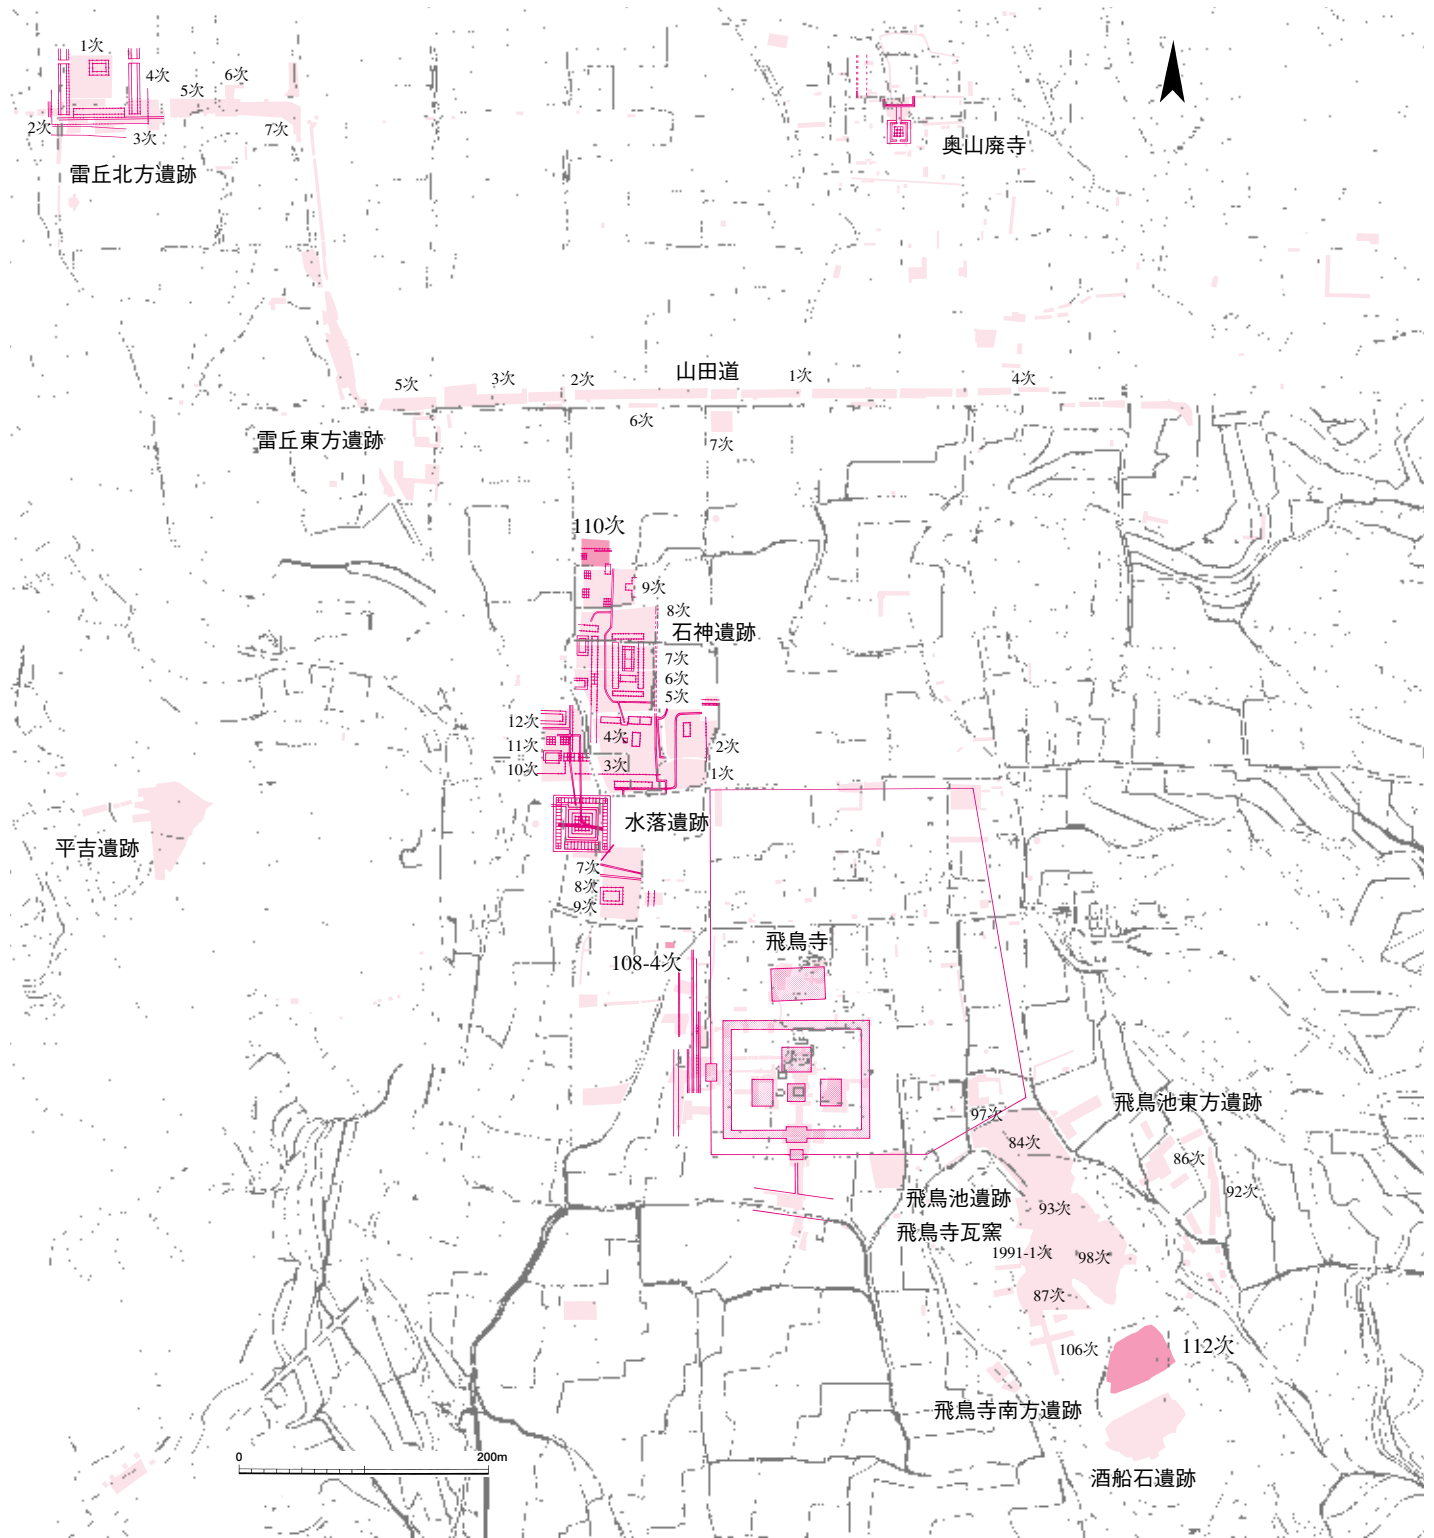 1次
4次
6次
5次
2次
3次
7次
雷丘北方遺跡
奥山廃寺
山田道
5次
3次
2次
1次
4次
6次
7次
雷丘東方遺跡
110次
9次
8次
石神遺跡
7次
6次
5次
12次
11次
10次
4次
3次
2次
1次
水落遺跡
平吉遺跡
7次
8次
9次
飛鳥寺
108-4次
97次
84次
飛鳥池東方遺跡
86次
92次
飛鳥池遺跡
93次
飛鳥寺瓦窯
1991-1次
98次
87次
106次
112次
飛鳥寺南方遺跡
酒船石遺跡
0
200m